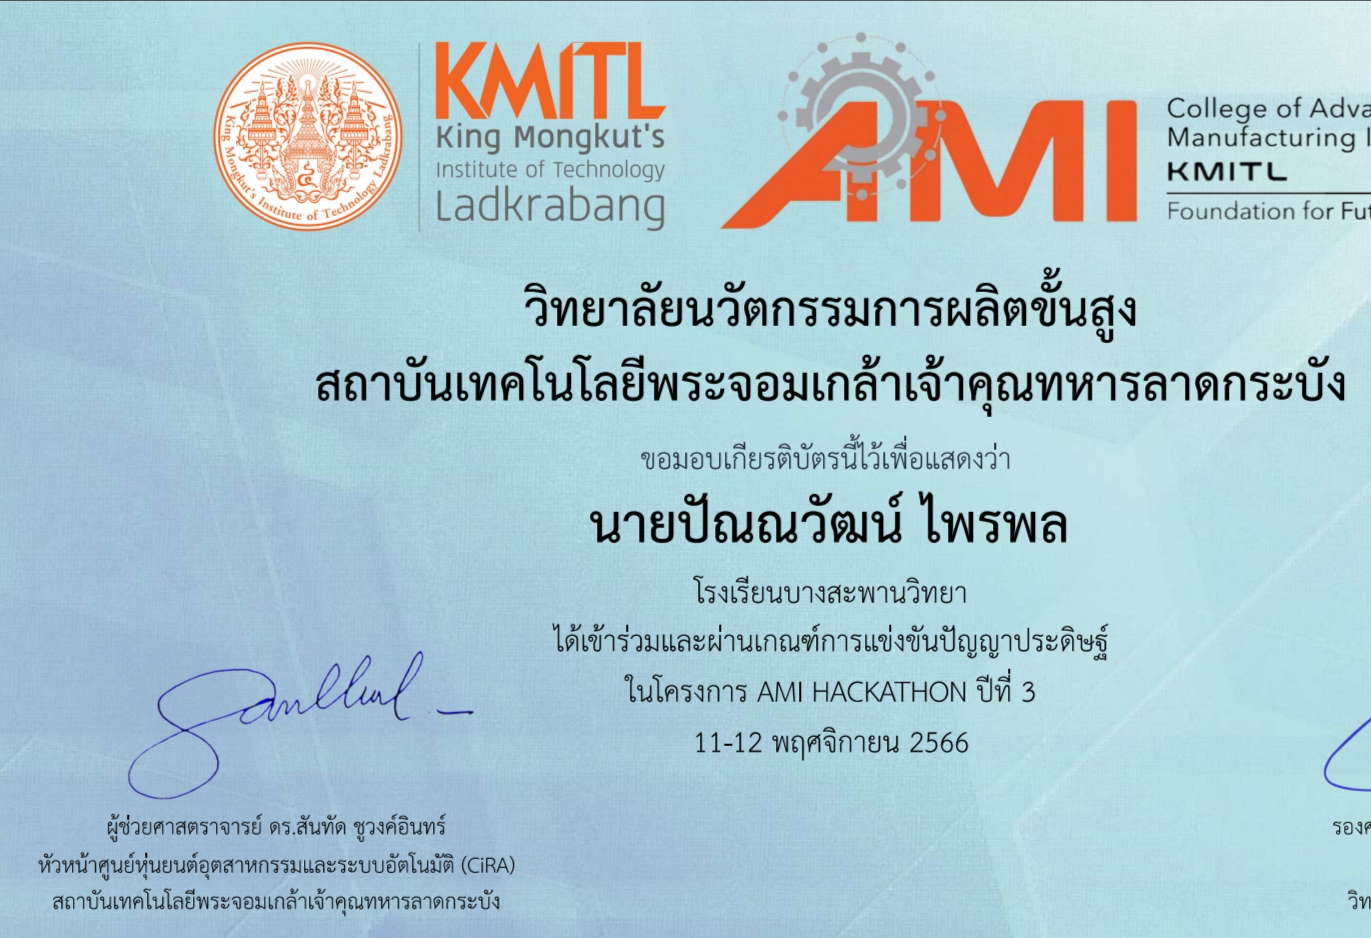 KMITL
King Mongkut's
Institute of Technology
Ladkrabang
King Mongkut's Institute of Technology Ladkrabang
AMI
College of Adva
Manufacturing I
KMITL
Foundation for Fut
วิทยาลัยนวัตกรรมการผลิตขั้นสูง
สถาบันเทคโนโลยีพระจอมเกล้าเจ้าคุณทหารลาดกระบัง
ขอมอบเกียรติบัตรนี้ไว้เพื่อแสดงว่า
นายปัณณวัฒน์ ไพรพล
โรงเรียนบางสะพานวิทยา
ได้เข้าร่วมและผ่านเกณฑ์การแข่งขันปัญญาประดิษฐ์
ในโครงการ AMI HACKATHON ปีที่ 3
11-12 พฤศจิกายน 2566
ผู้ช่วยศาสตราจารย์ ดร.สันทัด ชูวงค์อินทร์
หัวหน้าศูนย์หุ่นยนต์อุตสาหกรรมและระบบอัตโนมัติ (CiRA)
สถาบันเทคโนโลยีพระจอมเกล้าเจ้าคุณทหารลาดกระบัง
รองศ
วิท